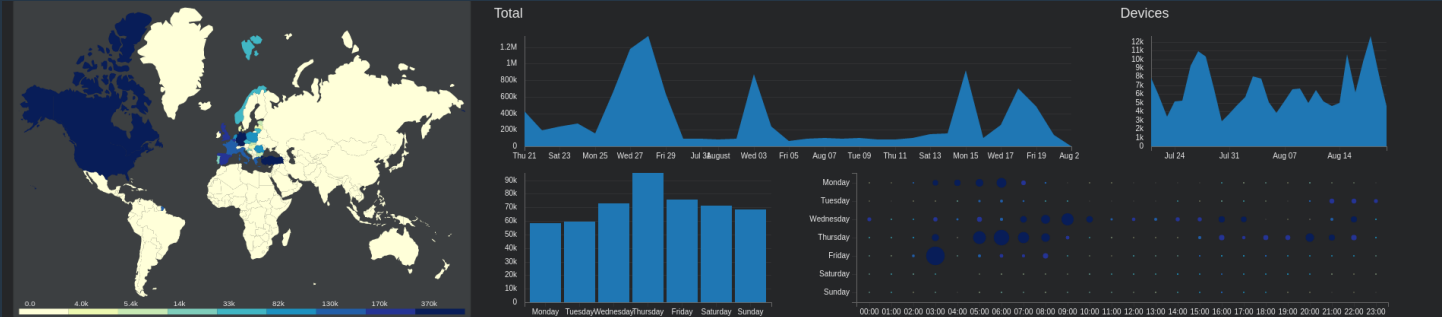 Total
1.2M
1M
800k
600k
400k
200k
0
Thu 21 Sat 23 Mon 25 Wed 27 Fri 29 Jul 31 August Wed 03 Fri 05 Aug 07 Tue 09 Thu 11 Sat 13 Mon 15 Wed 17 Fri 19 Aug 2
Devices
12k
11k
10k
9k
8k
7k
6k
5k
4k
3k
2k
1k
0
Jul 24 Jul 31 Aug 07 Aug 14
0.0 4.0k 5.4k 14k 33k 82k 130k 170k 370k
90k
80k
70k
60k
50k
40k
30k
20k
10k
0
Monday Tuesday Wednesday Thursday Friday Saturday Sunday
Monday
Tuesday
Wednesday
Thursday
Friday
Saturday
Sunday
00:00 01:00 02:00 03:00 04:00 05:00 06:00 07:00 08:00 09:00 10:00 11:00 12:00 13:00 14:00 15:00 16:00 17:00 18:00 19:00 20:00 21:00 22:00 23:00